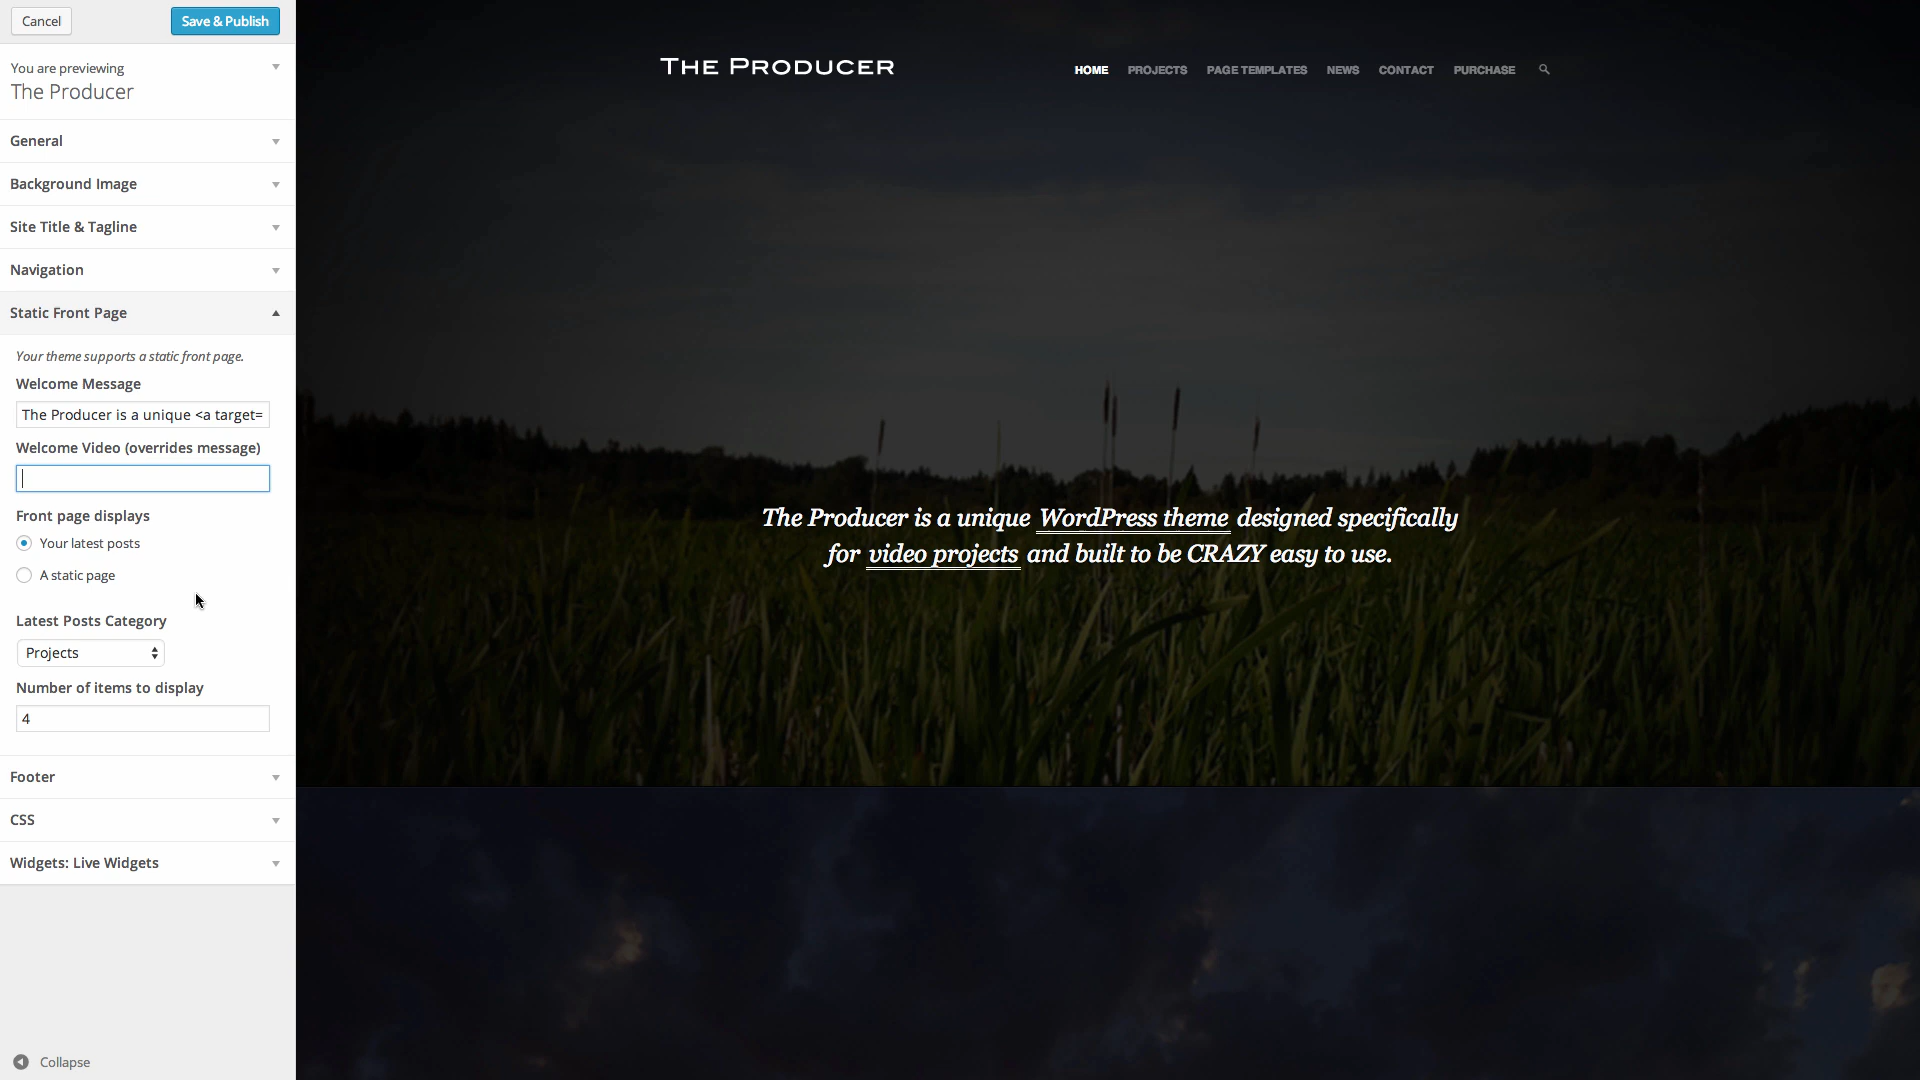 Cancel
Save & Publish
You are previewing
The Producer
General
Background Image
Site Title & Tagline
Navigation
Static Front Page
Your theme supports a static front page.
Welcome Message
The Producer is a unique <a target=
Welcome Video (overrides message)
Front page displays
Your latest posts
A static page
Latest Posts Category
Projects
Number of items to display
4
Footer
CSS
Widgets: Live Widgets
Collapse
THE PRODUCER
HOME PROJECTS PAGE TEMPLATES NEWS CONTACT PURCHASE
The Producer is a unique WordPress theme designed specifically
for video projects and built to be CRAZY easy to use.